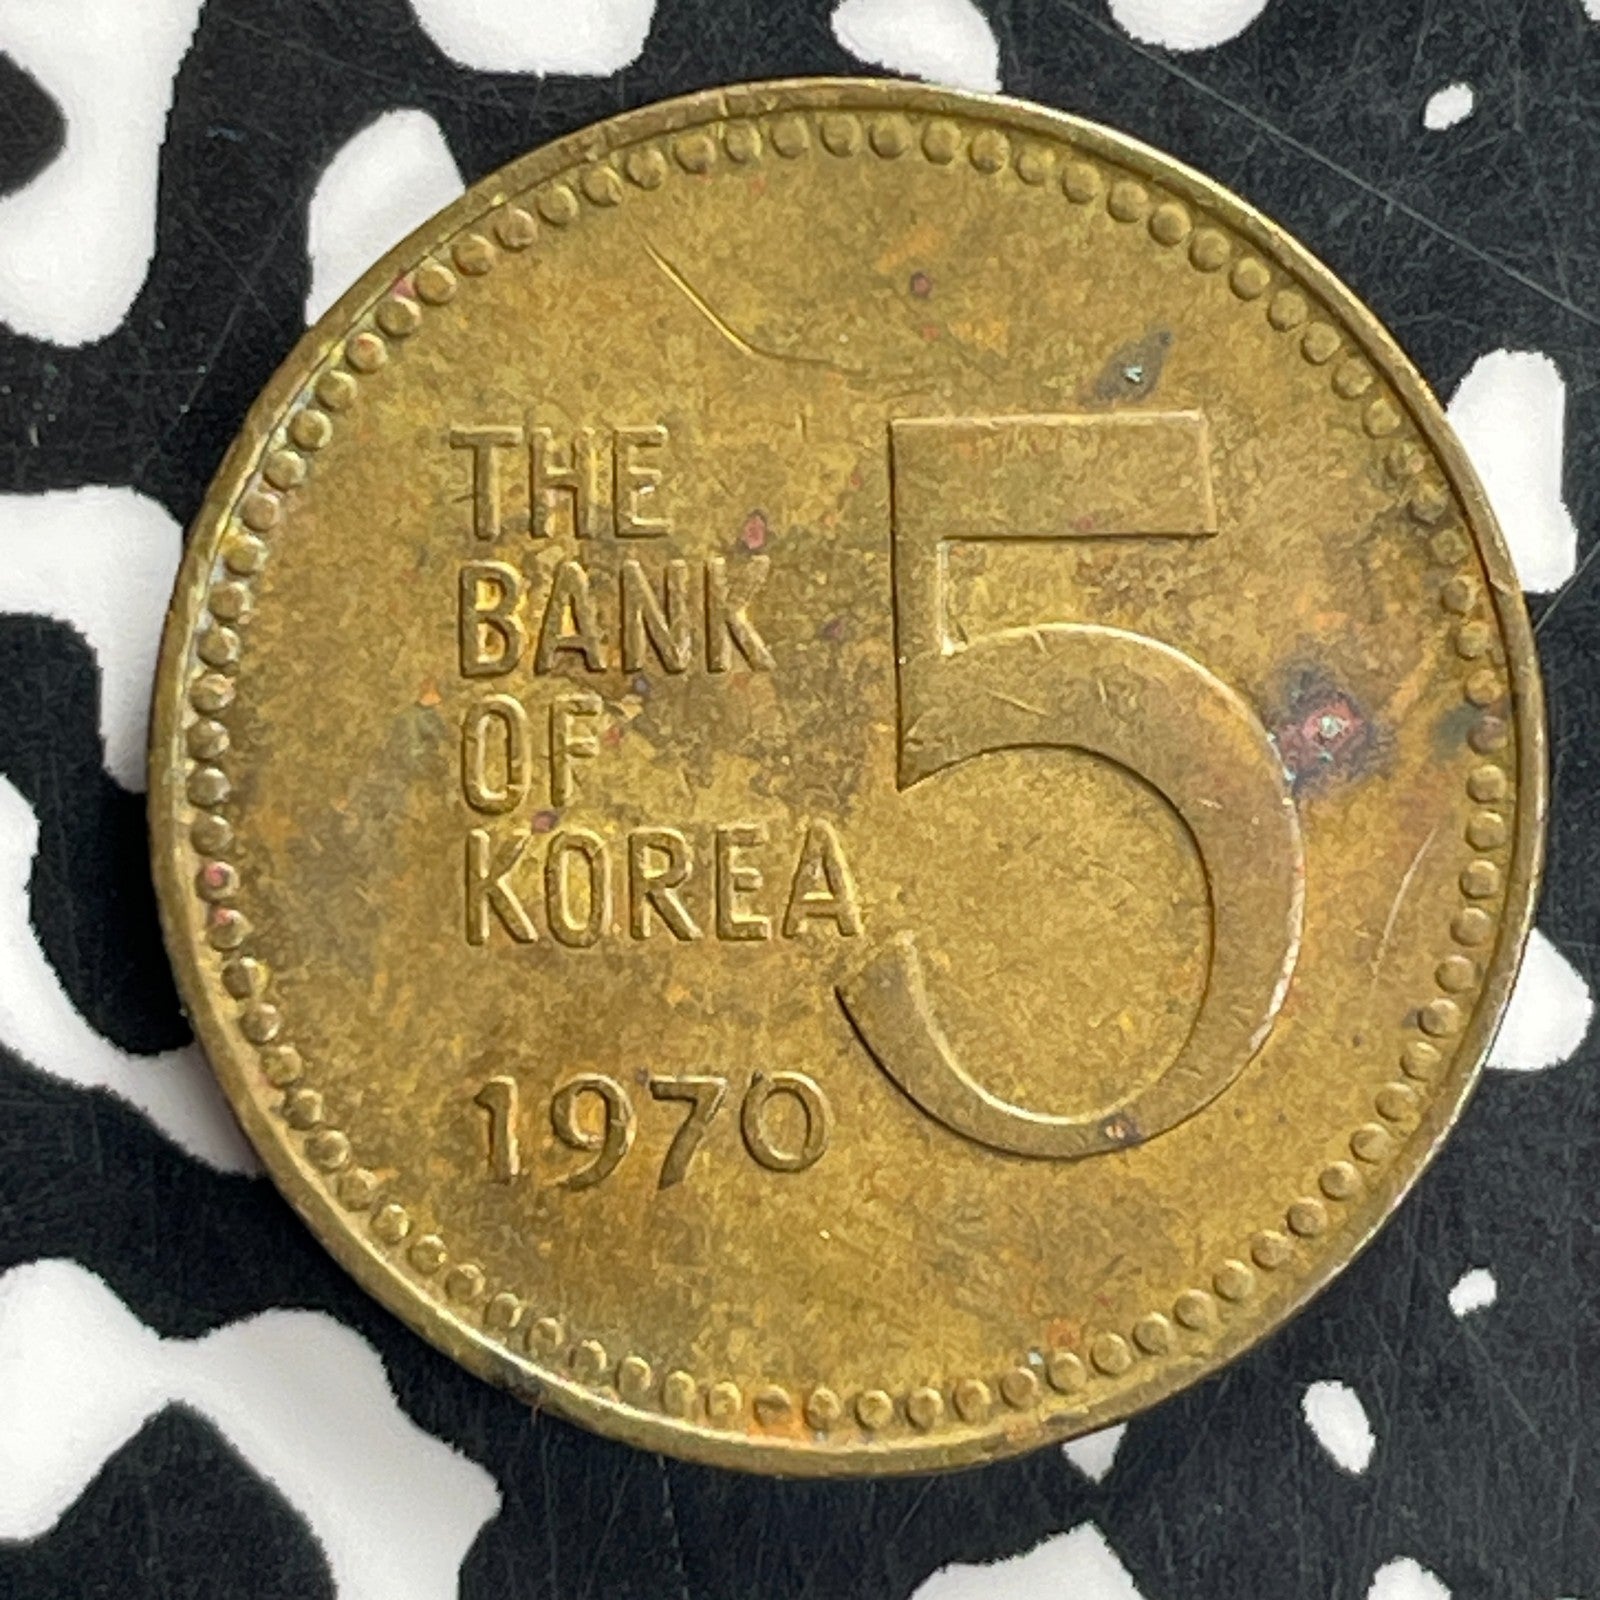 THE
BANK
OF
KOREA
5
1970